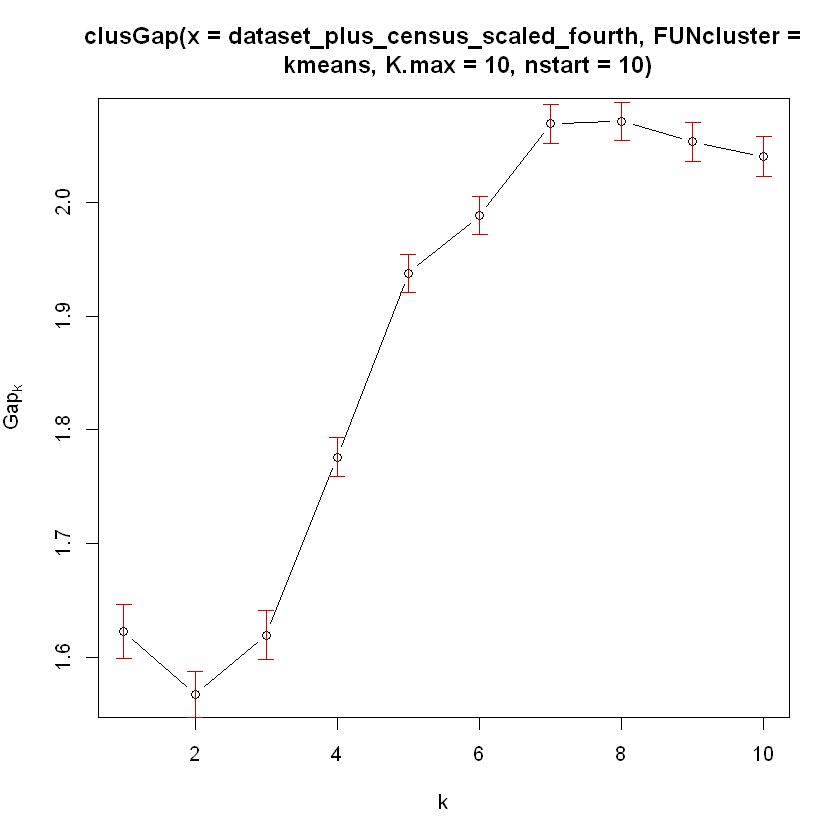 clusGap(x = dataset_plus_census_scaled_fourth, FUNcluster =
kmeans, K.max = 10, nstart = 10)
2.0
1.9
1.8
1.7
1.6
Gapk
2 4 6 8 10
k